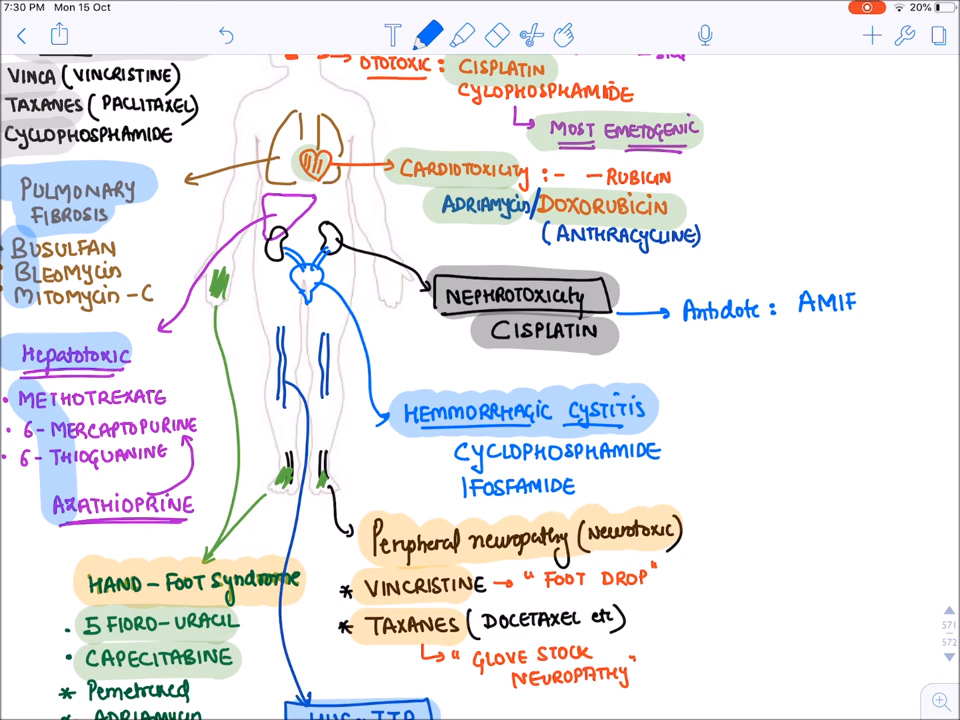 7:30 PM Mon 15 Oct
20%
OTOTOXIC : CISPLATIN
CYLOPHOSPHAMIDE
MOST EMETOGENIC
VINCA (VINCRISTINE)
TAXANES (PACLITAXEL)
CYCLOPHOSPHAMIDE
PULMONARY
FIBROSIS
BUSULFAN
BLEOMYCIN
MITOMYCIN-C
CARDIOTOXICITY :- -RUBICIN
ADRIAMYCIN/DOXORUBICIN
(ANTHRACYCLINE)
NEPHROTOXICITY
CISPLATIN
Antidote : AMIF
Hepatotoxic
• METHOTREXATE
• 6-MERCAPTOPURINE
• 6-THIOGUANINE
AZATHIOPRINE
HEMMORRHAGIC CYSTITIS
CYCLOPHOSPHAMIDE
IFOSFAMIDE
Peripheral neuropathy (Neurotoxic)
* VINCRISTINE → "FOOT DROP"
* TAXANES (DOCETAXEL etc)
"GLOVE STOCK
NEUROPATHY"
HAND-FOOT Syndrome
• 5 FLORO-URACIL
• CAPECITABINE
* Pemetrexed
* ADRIAMYCIN
571
572